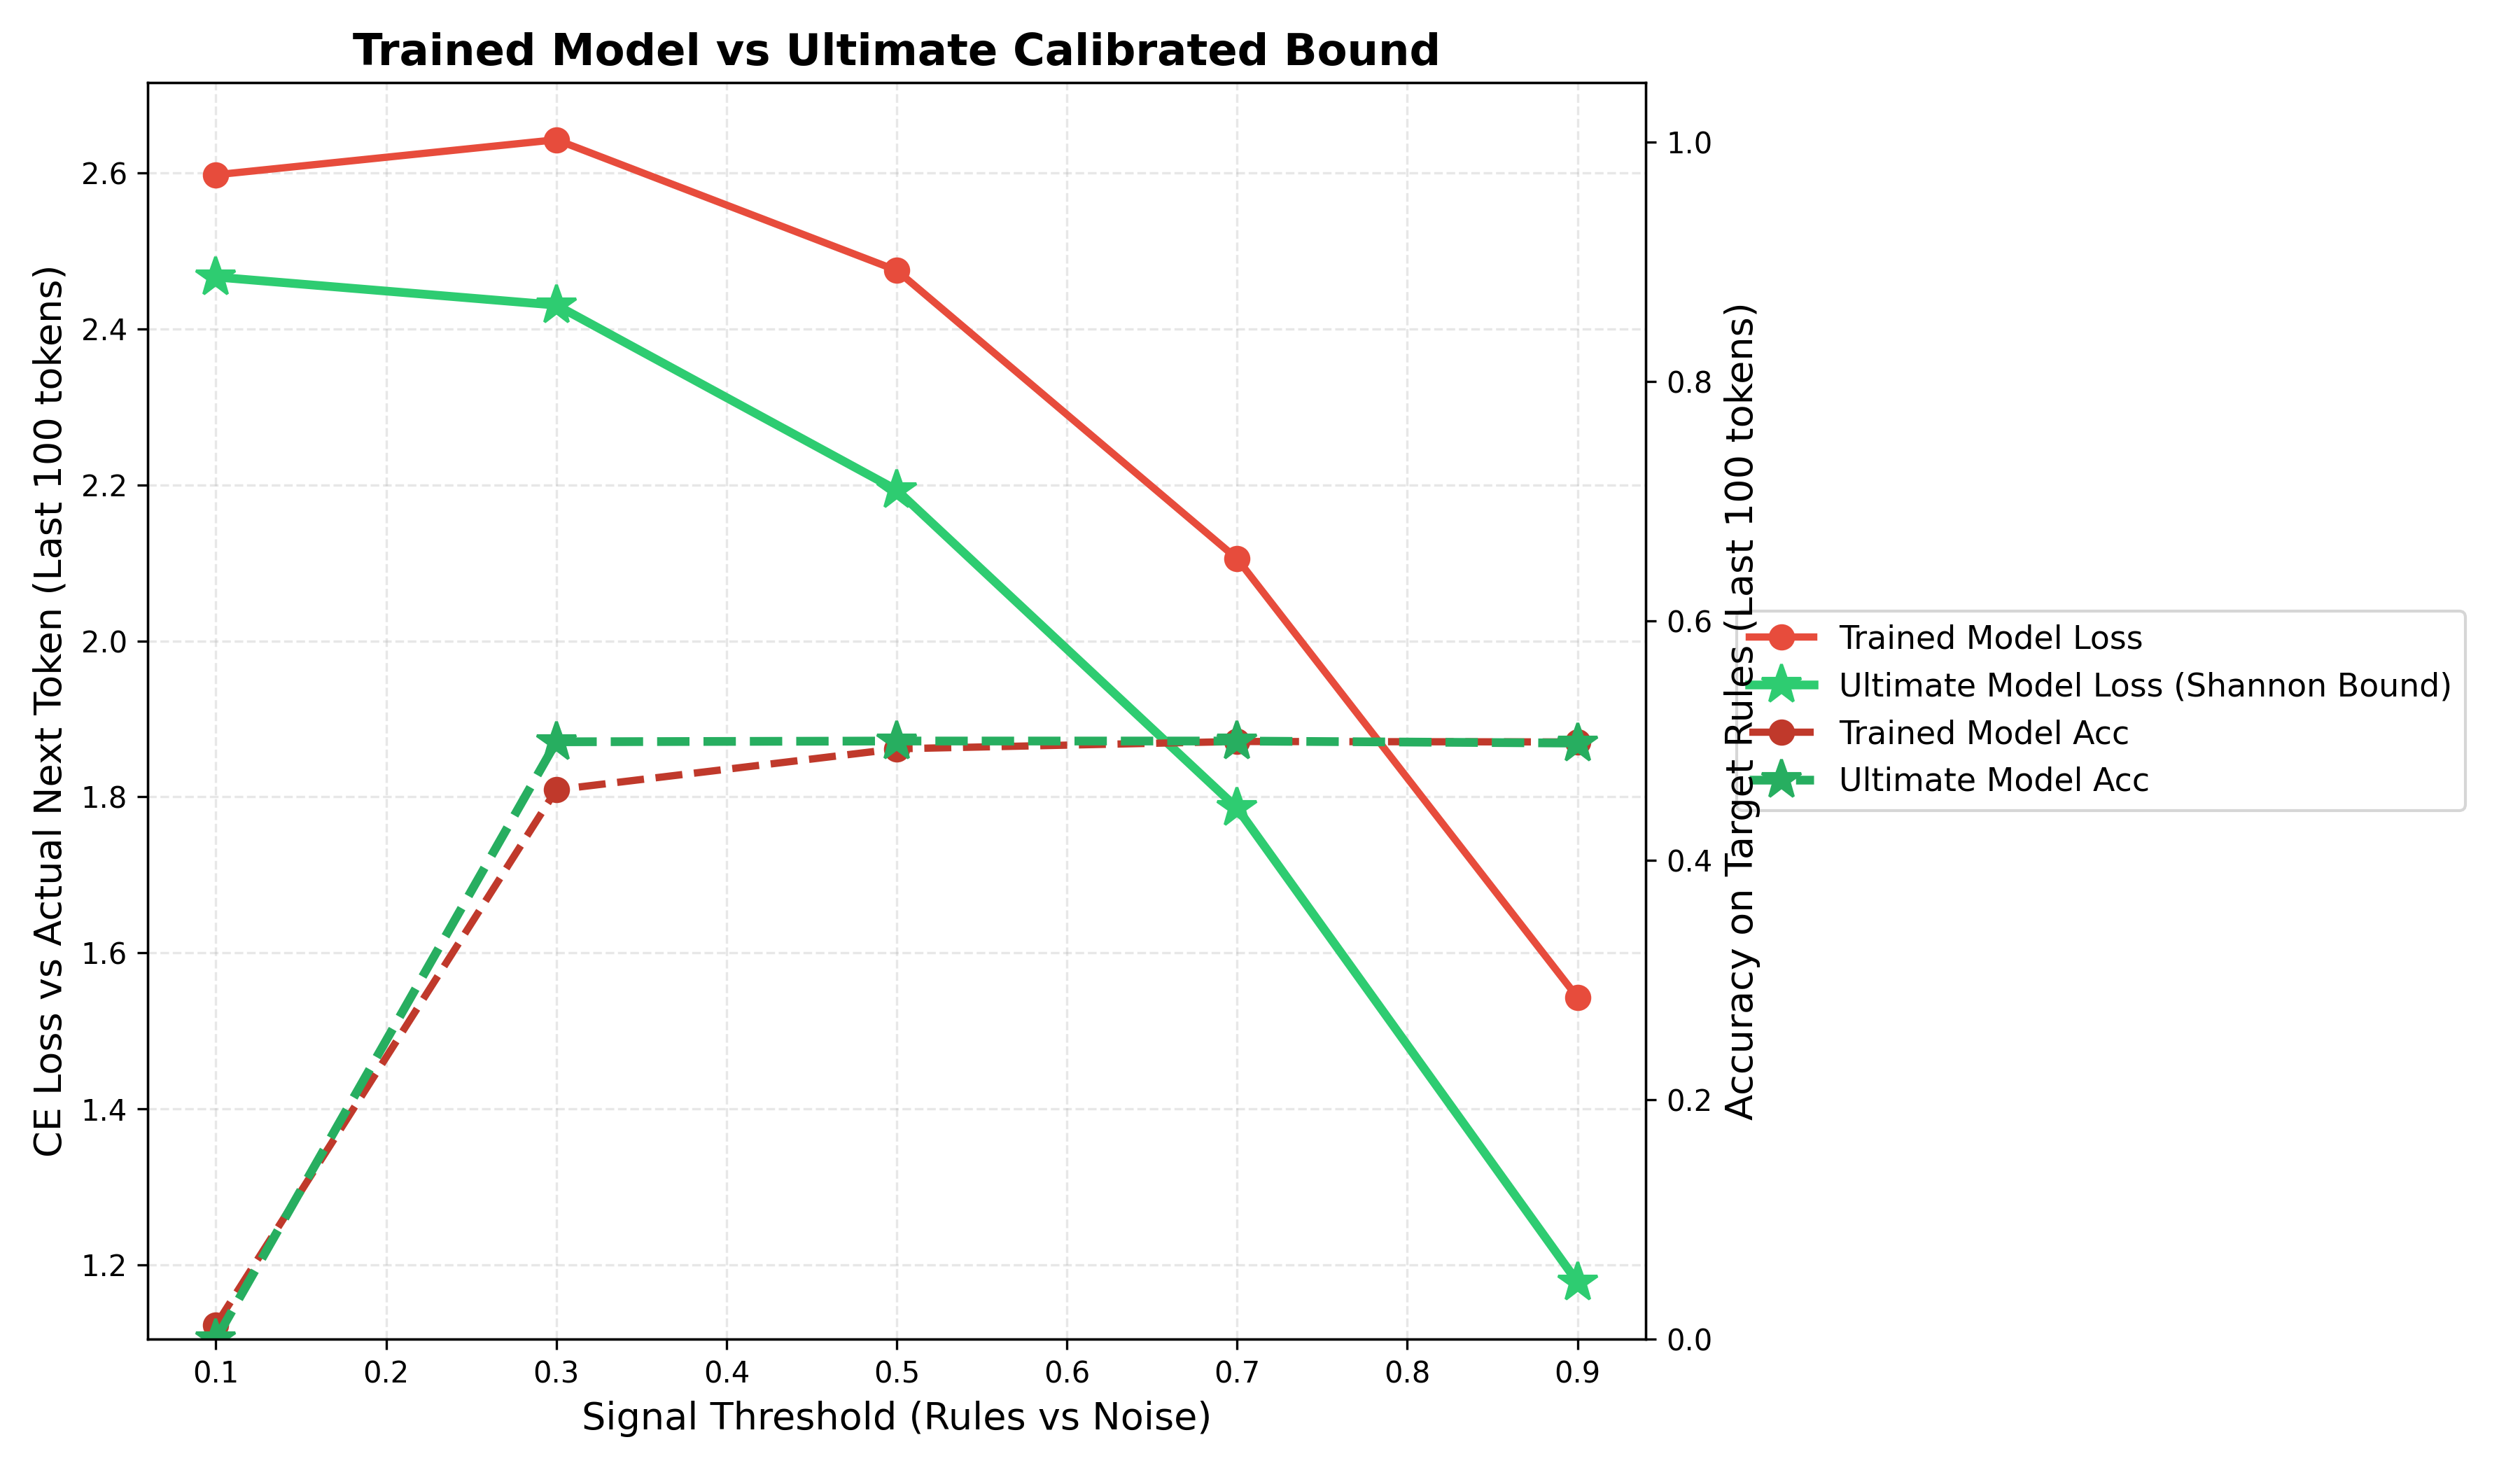 Trained Model vs Ultimate Calibrated Bound
CE Loss vs Actual Next Token (Last 100 tokens)
2.6
2.4
2.2
2.0
1.8
1.6
1.4
1.2
0.1
0.2
0.3
0.4
0.5
0.6
0.7
0.8
0.9
Signal Threshold (Rules vs Noise)
1.0
0.8
0.6
0.4
0.2
0.0
Accuracy on Target Rules (Last 100 tokens)
Trained Model Loss
Ultimate Model Loss (Shannon Bound)
Trained Model Acc
Ultimate Model Acc